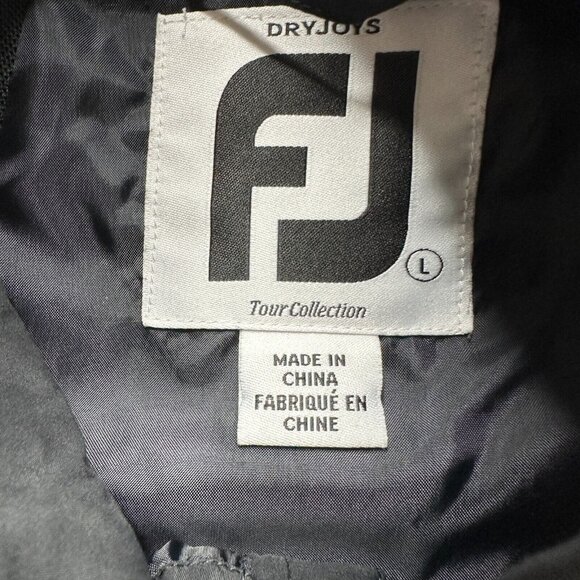 DRYJOYS
FJ
L
Tour Collection
MADE IN
CHINA
FABRIQUÉ EN
CHINE